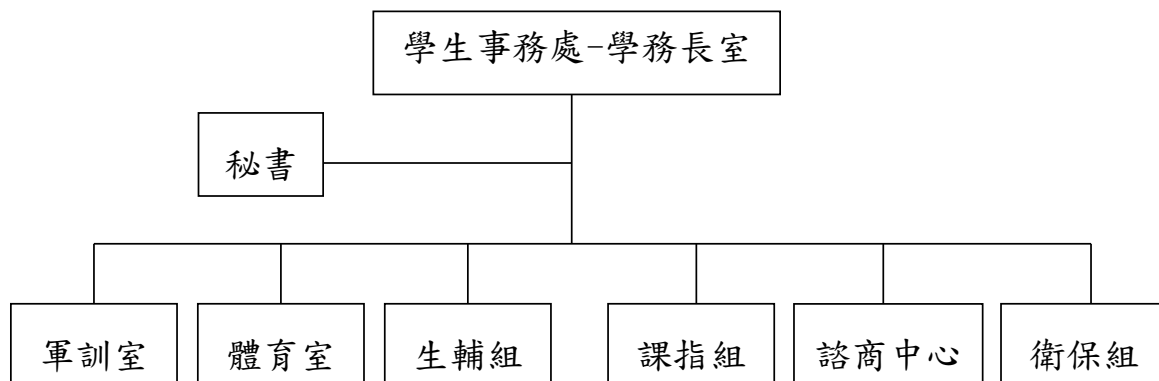 學生事務處-學務長室
秘書
軍訓室
體育室
生輔組
課指組
諮商中心
衛保組